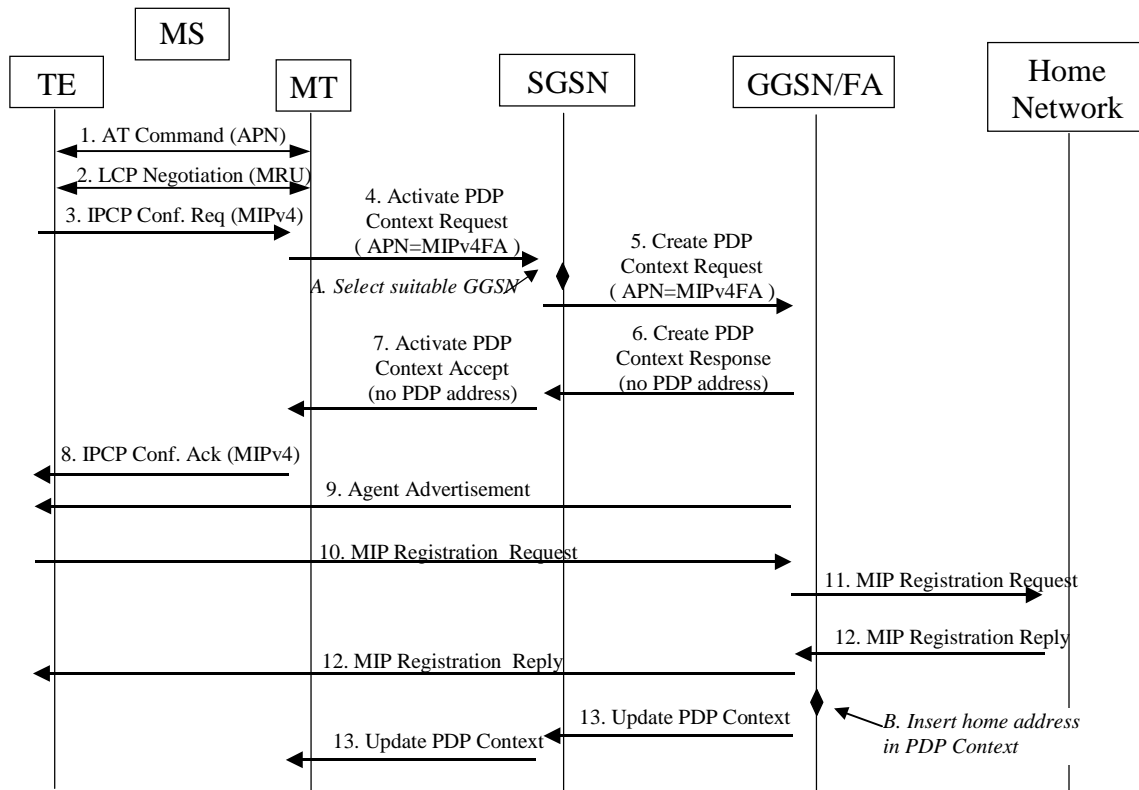 MS
TE
MT
SGSN
GGSN/FA
Home
Network
1. AT Command (APN)
2. LCP Negotiation (MRU)
3. IPCP Conf. Req (MIPv4)
4. Activate PDP
Context Request
( APN=MIPv4FA )
A. Select suitable GGSN
5. Create PDP
Context Request
( APN=MIPv4FA )
6. Create PDP
Context Response
(no PDP address)
7. Activate PDP
Context Accept
(no PDP address)
8. IPCP Conf. Ack (MIPv4)
9. Agent Advertisement
10. MIP Registration Request
11. MIP Registration Request
12. MIP Registration Reply
12. MIP Registration Reply
B. Insert home address
in PDP Context
13. Update PDP Context
13. Update PDP Context